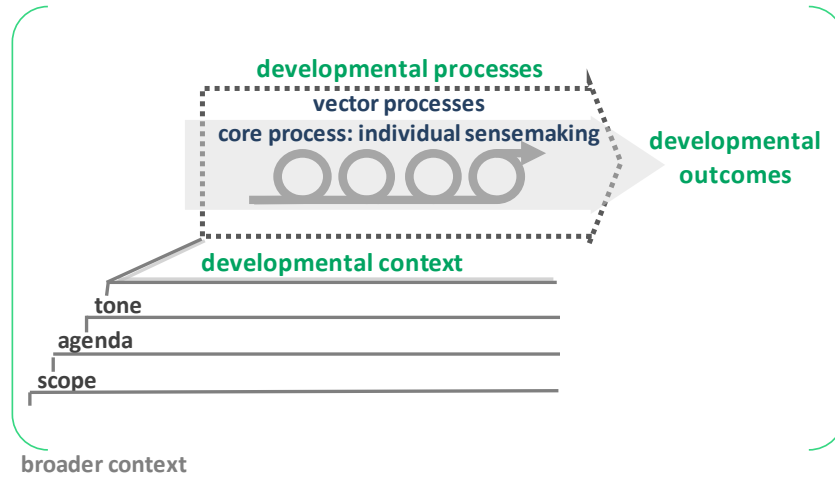 developmental processes
vector processes
core process: individual sensemaking
developmental
outcomes
developmental context
tone
agenda
scope
broader context